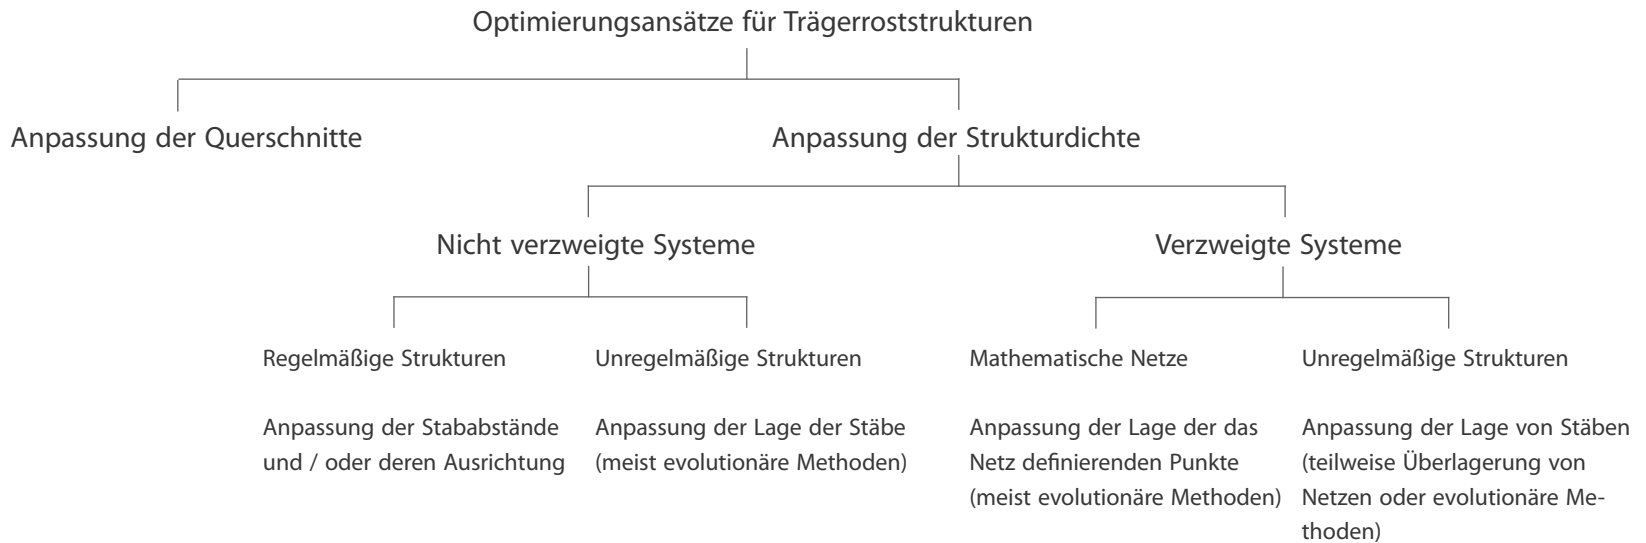 Optimierungsansätze für Trägerroststrukturen
Anpassung der Querschnitte
Anpassung der Strukturdichte
Nicht verzweigte Systeme
Verzweigte Systeme
Regelmäßige Strukturen
Anpassung der Stababstände
und / oder deren Ausrichtung
Unregelmäßige Strukturen
Anpassung der Lage der Stäbe
(meist evolutionäre Methoden)
Mathematische Netze
Anpassung der Lage der das
Netz definierenden Punkte
(meist evolutionäre Methoden)
Unregelmäßige Strukturen
Anpassung der Lage von Stäben
(teilweise Überlagerung von
Netzen oder evolutionäre Me-
thoden)